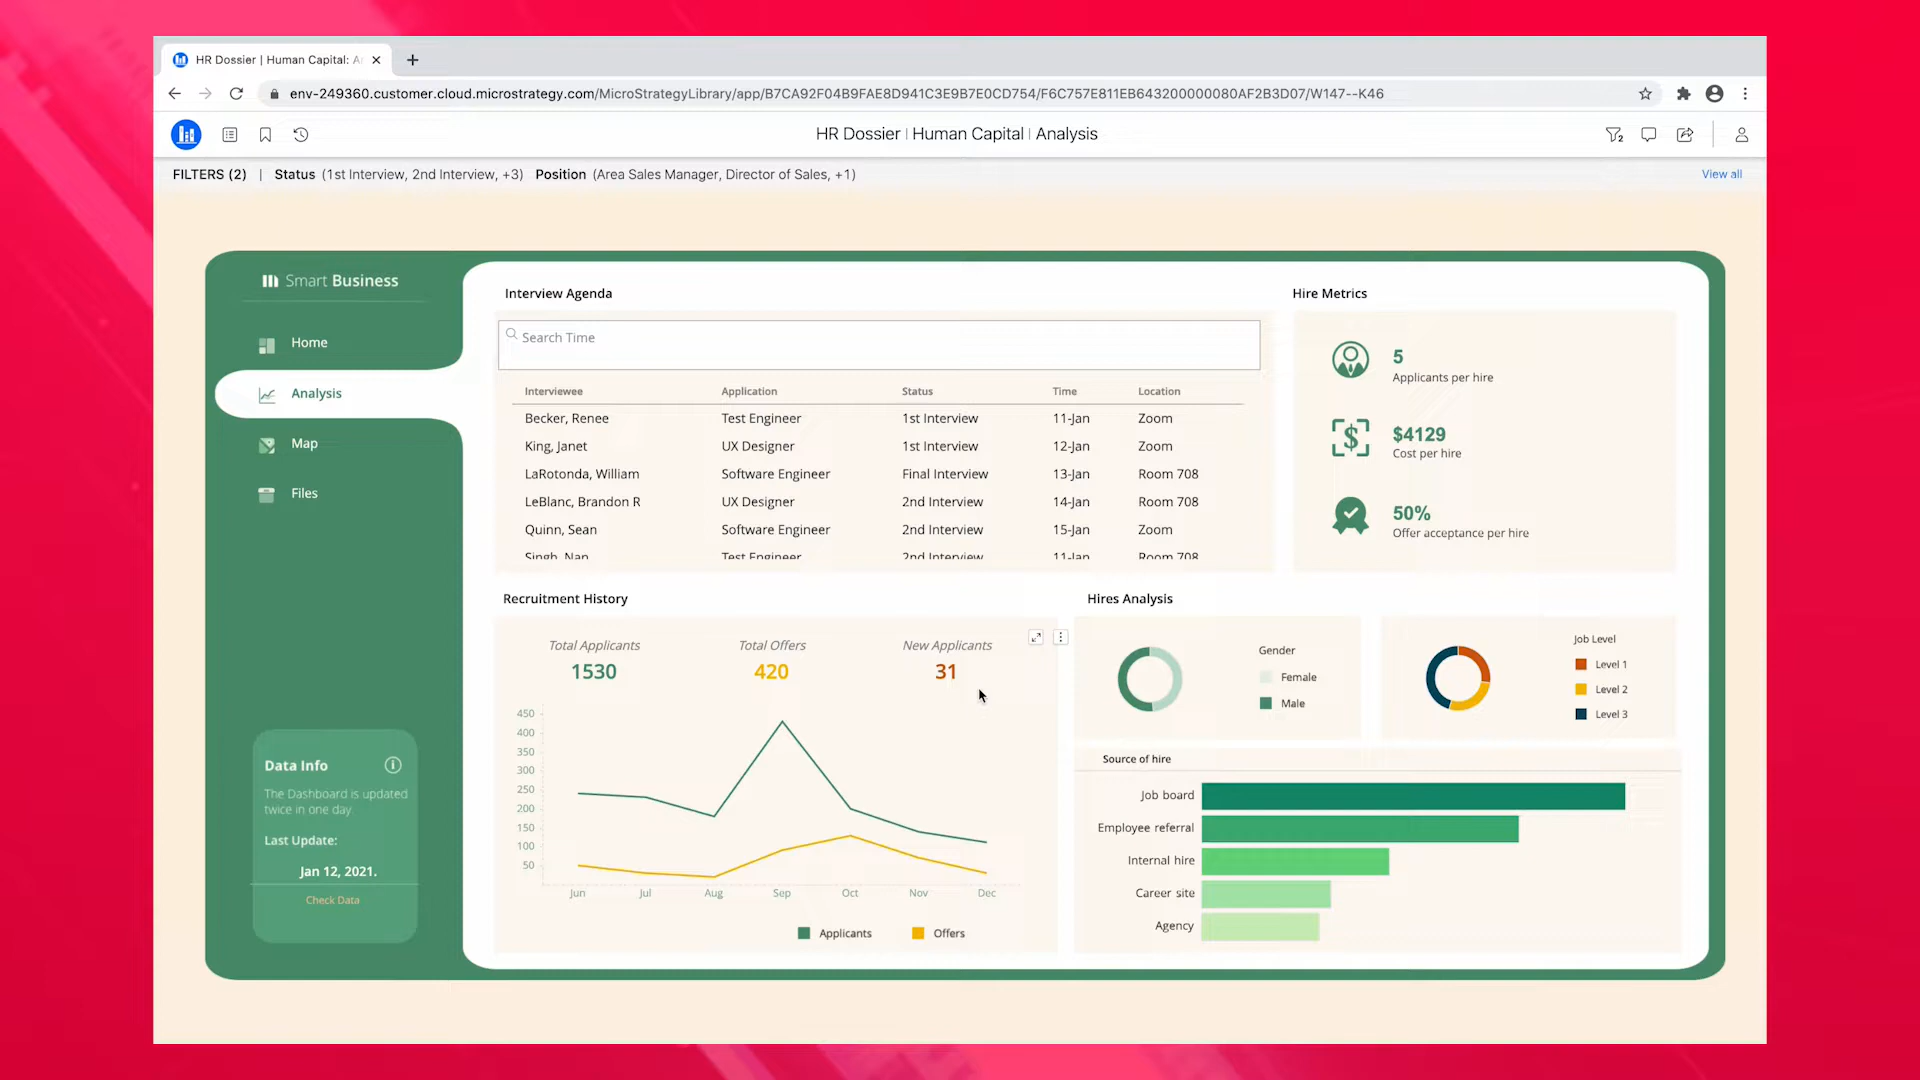 HR Dossier | Human Capital: A
env-249360.customer.cloud.microstrategy.com/MicroStrategyLibrary/app/B7CA92F04B9FAE8D941C3E9B7E0CD754/F6C757E811EB643200000080AF2B3D07/W147--K46
HR Dossier | Human Capital | Analysis
2
FILTERS (2) | Status (1st Interview, 2nd Interview, +3) Position (Area Sales Manager, Director of Sales, +1)
View all
Smart Business
Home
Analysis
Map
Files
Data Info
The Dashboard is updated
twice in one day.
Last Update:
Jan 12, 2021.
Check Data
Interview Agenda
Search Time
Interviewee Application Status Time Location
Becker, Renee Test Engineer 1st Interview 11-Jan Zoom
King, Janet UX Designer 1st Interview 12-Jan Zoom
LaRotonda, William Software Engineer Final Interview 13-Jan Room 708
LeBlanc, Brandon R UX Designer 2nd Interview 14-Jan Room 708
Quinn, Sean Software Engineer 2nd Interview 15-Jan Zoom
Singh, Nan Test Engineer 2nd Interview 11-Jan Room 708
Hire Metrics
5
Applicants per hire
$4129
Cost per hire
50%
Offer acceptance per hire
Recruitment History
Total Applicants Total Offers New Applicants
1530 420 31
450
400
350
300
250
200
150
100
50
Jun Jul Aug Sep Oct Nov Dec
Applicants Offers
Hires Analysis
Gender
Female
Male
Job Level
Level 1
Level 2
Level 3
Source of hire
Job board
Employee referral
Internal hire
Career site
Agency